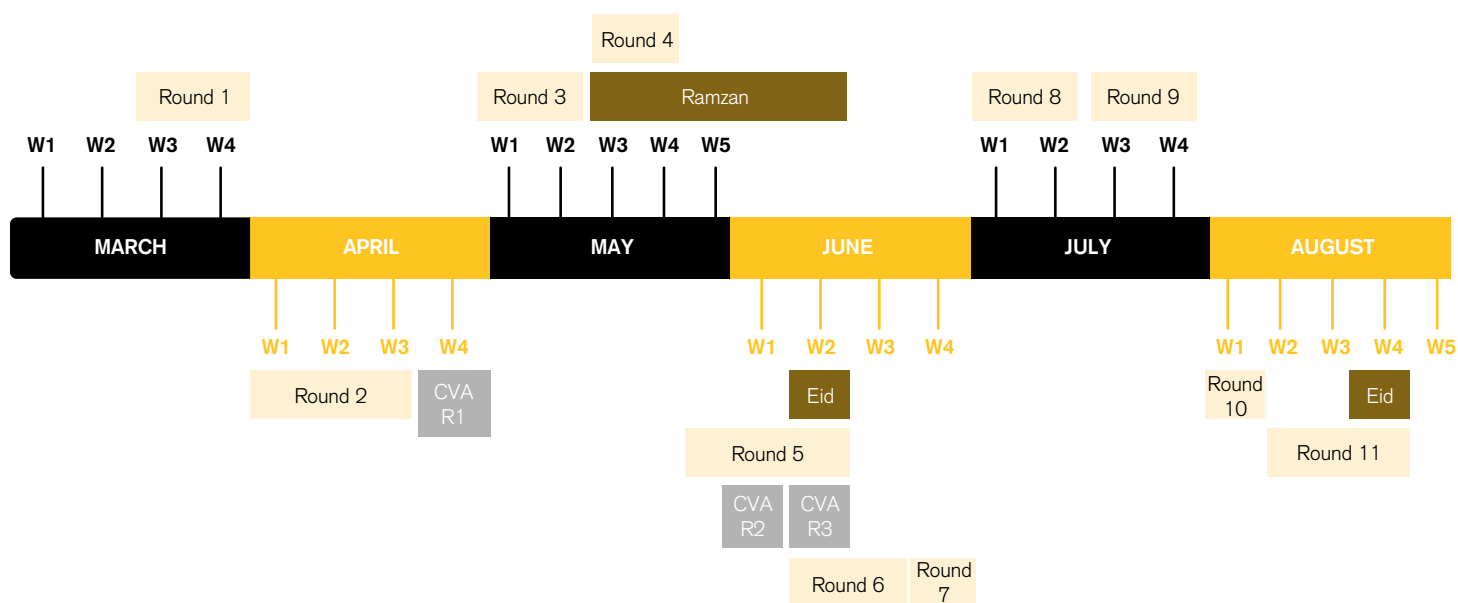 Round 4
Round 1
Round 3
Ramzan
Round 8
Round 9
W1 W2 W3 W4
W1 W2 W3 W4 W5
W1 W2 W3 W4
MARCH
APRIL
MAY
JUNE
JULY
AUGUST
W1 W2 W3 W4
W1 W2 W3 W4
W1 W2 W3 W4 W5
Round 2
CVA
R1
Eid
Round
10
Eid
Round 5
Round 11
CVA
R2
CVA
R3
Round 6
Round
7